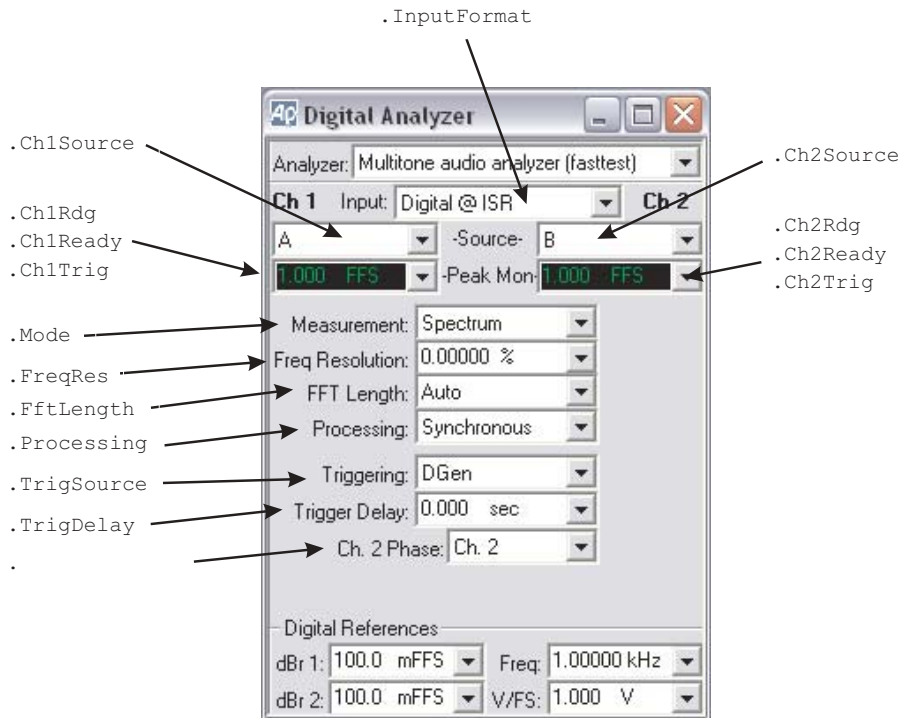 .InputFormat
Ap Digital Analyzer
.Ch1Source
Analyzer: Multitone audio analyzer (fasttest)
.Ch2Source
Ch 1 Input: Digital @ ISR Ch 2
.Ch1Rdg
.Ch1Ready
.Ch1Trig
A -Source- B
1.000 FFS -Peak Mon- 1.000 FFS
.Ch2Rdg
.Ch2Ready
.Ch2Trig
.Mode
Measurement: Spectrum
.FreqRes
Freq Resolution: 0.00000 %
.FftLength
FFT Length: Auto
.Processing
Processing: Synchronous
.TrigSource
Triggering: DGen
.TrigDelay
Trigger Delay: 0.000 sec
.
Ch. 2 Phase: Ch. 2
Digital References
dBr 1: 100.0 mFFS Freq: 1.00000 kHz
dBr 2: 100.0 mFFS V/FS: 1.000 V